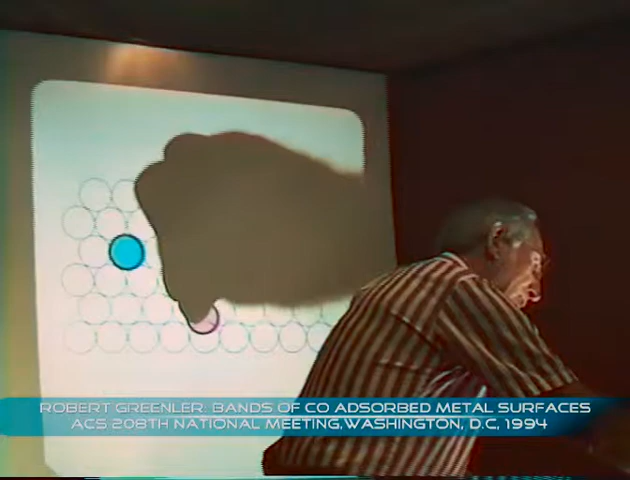 ROBERT GREENLER: BANDS OF CO ADSORBED METAL SURFACES
ACS 208TH NATIONAL MEETING,WASHINGTON, D.C, 1994